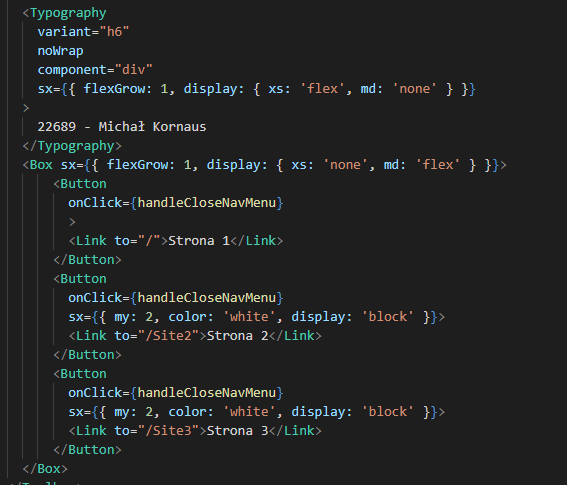 <Typography
variant="h6"
noWrap
component="div"
sx={{ flexGrow: 1, display: { xs: 'flex', md: 'none' } }}
>
22689 - Michał Kornaus
</Typography>
<Box sx={{ flexGrow: 1, display: { xs: 'none', md: 'flex' } }}>
<Button
onClick={handleCloseNavMenu}
>
<Link to="/">Strona 1</Link>
</Button>
<Button
onClick={handleCloseNavMenu}
sx={{ my: 2, color: 'white', display: 'block' }}>
<Link to="/Site2">Strona 2</Link>
</Button>
<Button
onClick={handleCloseNavMenu}
sx={{ my: 2, color: 'white', display: 'block' }}>
<Link to="/Site3">Strona 3</Link>
</Button>
</Box>